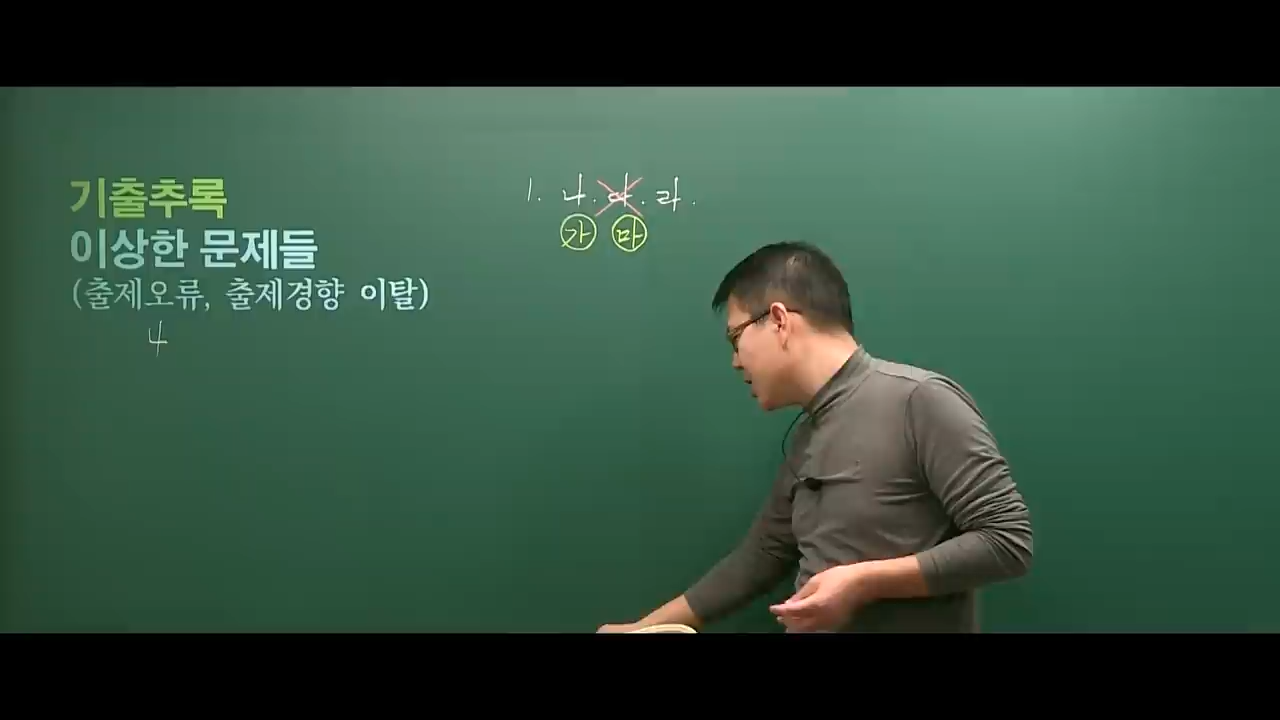 기출추록
이상한 문제들
(출제오류, 출제경향 이탈)
4
1. 나. 다. 라.
가 마